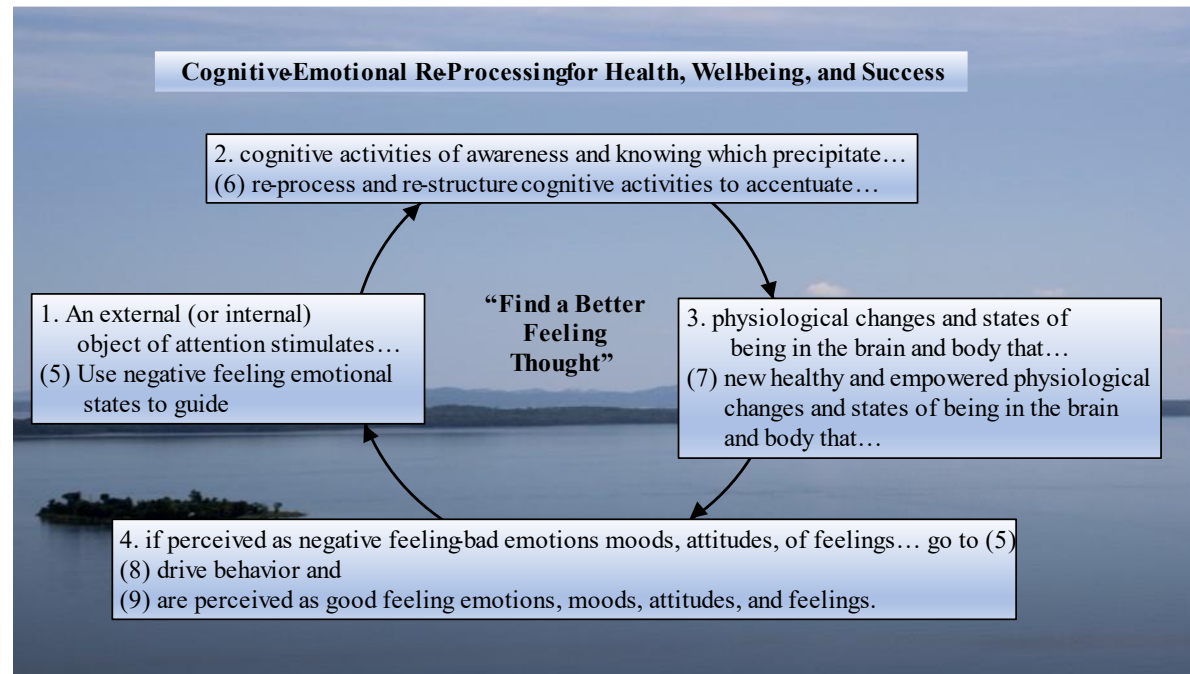 Cognitive-Emotional Re-Processing for Health, Well-being, and Success
2. cognitive activities of awareness and knowing which precipitate…
(6) re-process and re-structure cognitive activities to accentuate…
1. An external (or internal)
object of attention stimulates…
(5) Use negative feeling emotional
states to guide
“Find a Better
Feeling
Thought”
3. physiological changes and states of
being in the brain and body that…
(7) new healthy and empowered physiological
changes and states of being in the brain
and body that…
4. if perceived as negative feeling-bad emotions moods, attitudes, of feelings… go to (5)
(8) drive behavior and
(9) are perceived as good feeling emotions, moods, attitudes, and feelings.